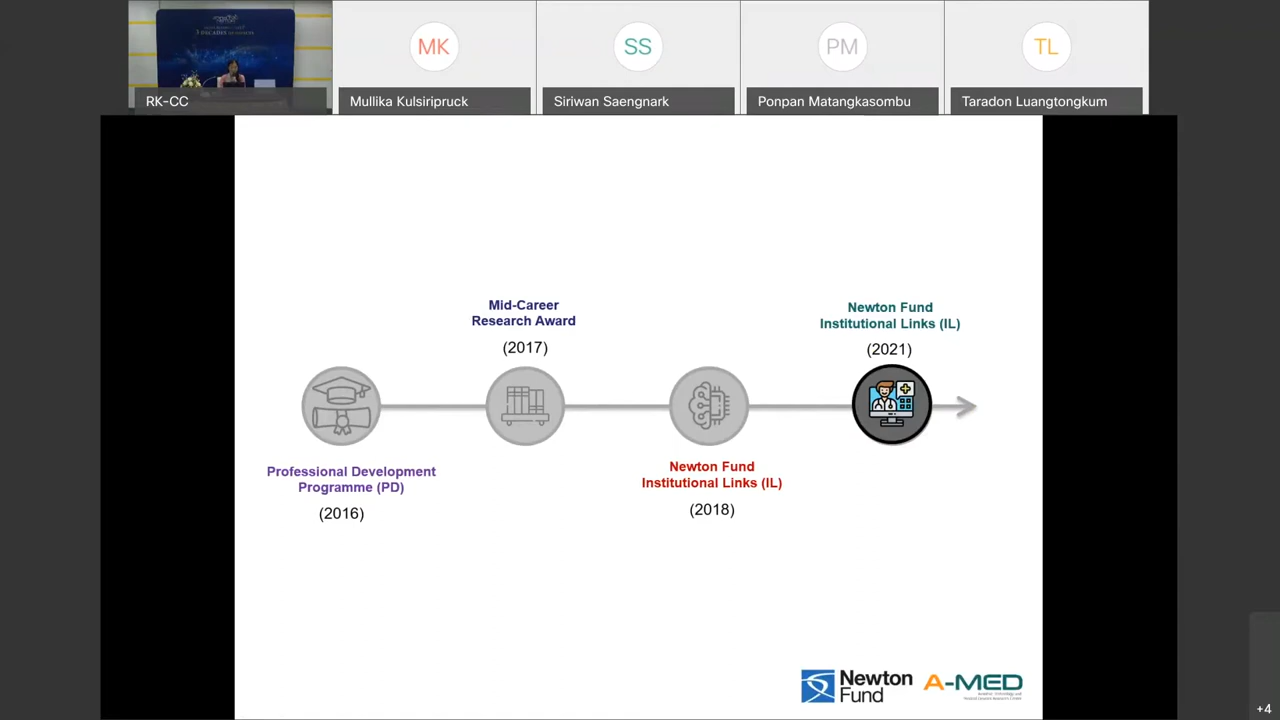 3 DECADES
MK
SS
PM
TL
RK-CC
Mullika Kulsiripruck
Siriwan Saengnark
Ponpan Matangkasombu
Taradon Luangtongkum
Mid-Career
Research Award
(2017)
Newton Fund
Institutional Links (IL)
(2021)
Professional Development
Programme (PD)
(2016)
Newton Fund
Institutional Links (IL)
(2018)
Newton
Fund
A-MED
+4